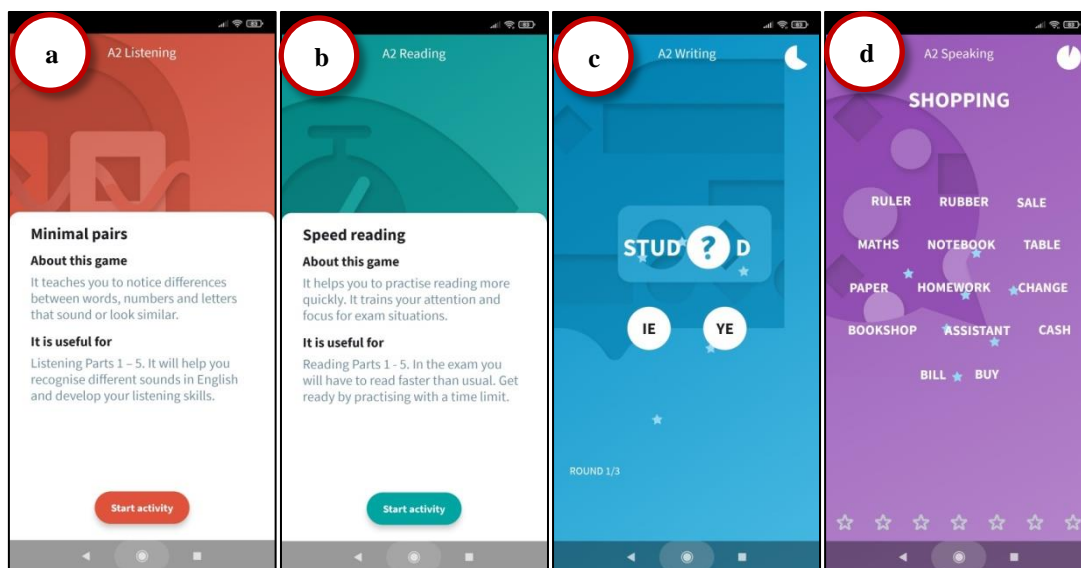 a
A2 Listening
Minimal pairs
About this game
It teaches you to notice differences
between words, numbers and letters
that sound or look similar.
It is useful for
Listening Parts 1 – 5. It will help you
recognise different sounds in English
and develop your listening skills.
Start activity
b
A2 Reading
Speed reading
About this game
It helps you to practise reading more
quickly. It trains your attention and
focus for exam situations.
It is useful for
Reading Parts 1 - 5. In the exam you
will have to read faster than usual. Get
ready by practising with a time limit.
Start activity
c
A2 Writing
STUD ? D
IE YE
ROUND 1/3
d
A2 Speaking
SHOPPING
RULER RUBBER SALE
MATHS NOTEBOOK TABLE
PAPER HOMEWORK CHANGE
BOOKSHOP ASSISTANT CASH
BILL BUY